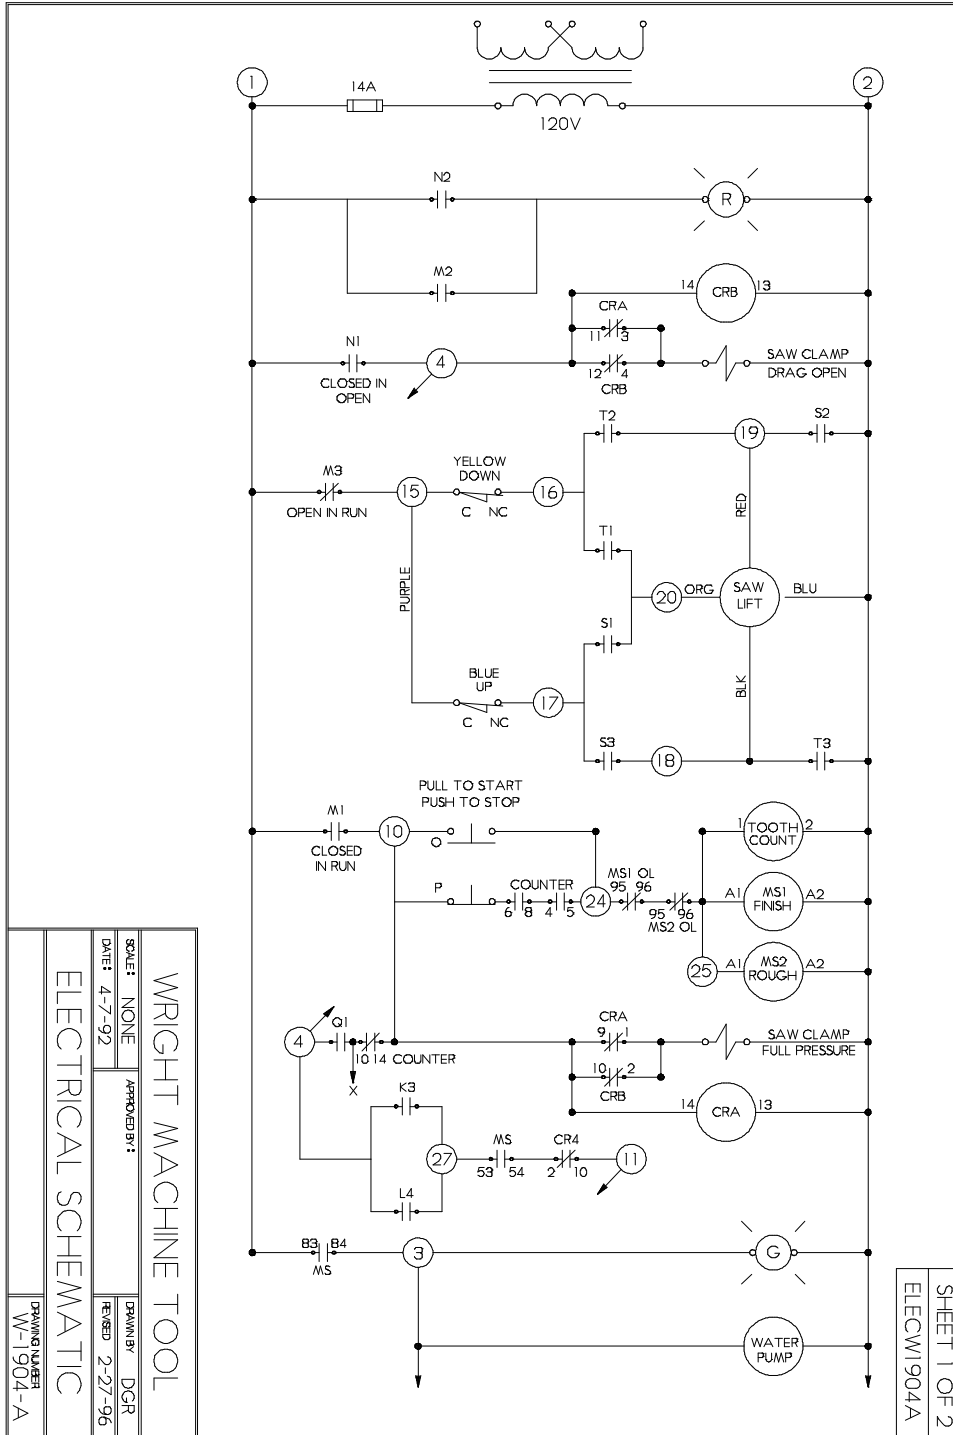 1
14A
2
120V
N2
R
M2
14 CRB 13
CRA
11 3
N1
4
CLOSED IN
OPEN
12 4
CRB
SAW CLAMP
DRAG OPEN
T2
19
S2
M3
OPEN IN RUN
15
YELLOW
DOWN
C NC
16
RED
T1
PURPLE
20
ORG
SAW
LIFT
BLU
S1
BLUE
UP
C NC
17
BLK
S3
18
T3
PULL TO START
PUSH TO STOP
M1
CLOSED
IN RUN
10
O
1 TOOTH 2
COUNT
P
COUNTER
6 8 4 5
24
MS1 OL
95 96
95 96
MS2 OL
A1 MS1 A2
FINISH
25
A1 MS2 A2
ROUGH
4
Q1
10 14 COUNTER
X
CRA
9 1
SAW CLAMP
FULL PRESSURE
10 2
CRB
14 CRA 13
K3
27
MS
53 54
CR4
2 10
11
L4
83 84
MS
3
G
WATER
PUMP
WRIGHT MACHINE TOOL
SCALE: NONE
APPROVED BY:
DRAWN BY DGR
DATE: 4-7-92
REVISED 2-27-96
ELECTRICAL SCHEMATIC
DRAWING NUMBER
W-1904-A
SHEET 1 OF 2
ELECW1904A